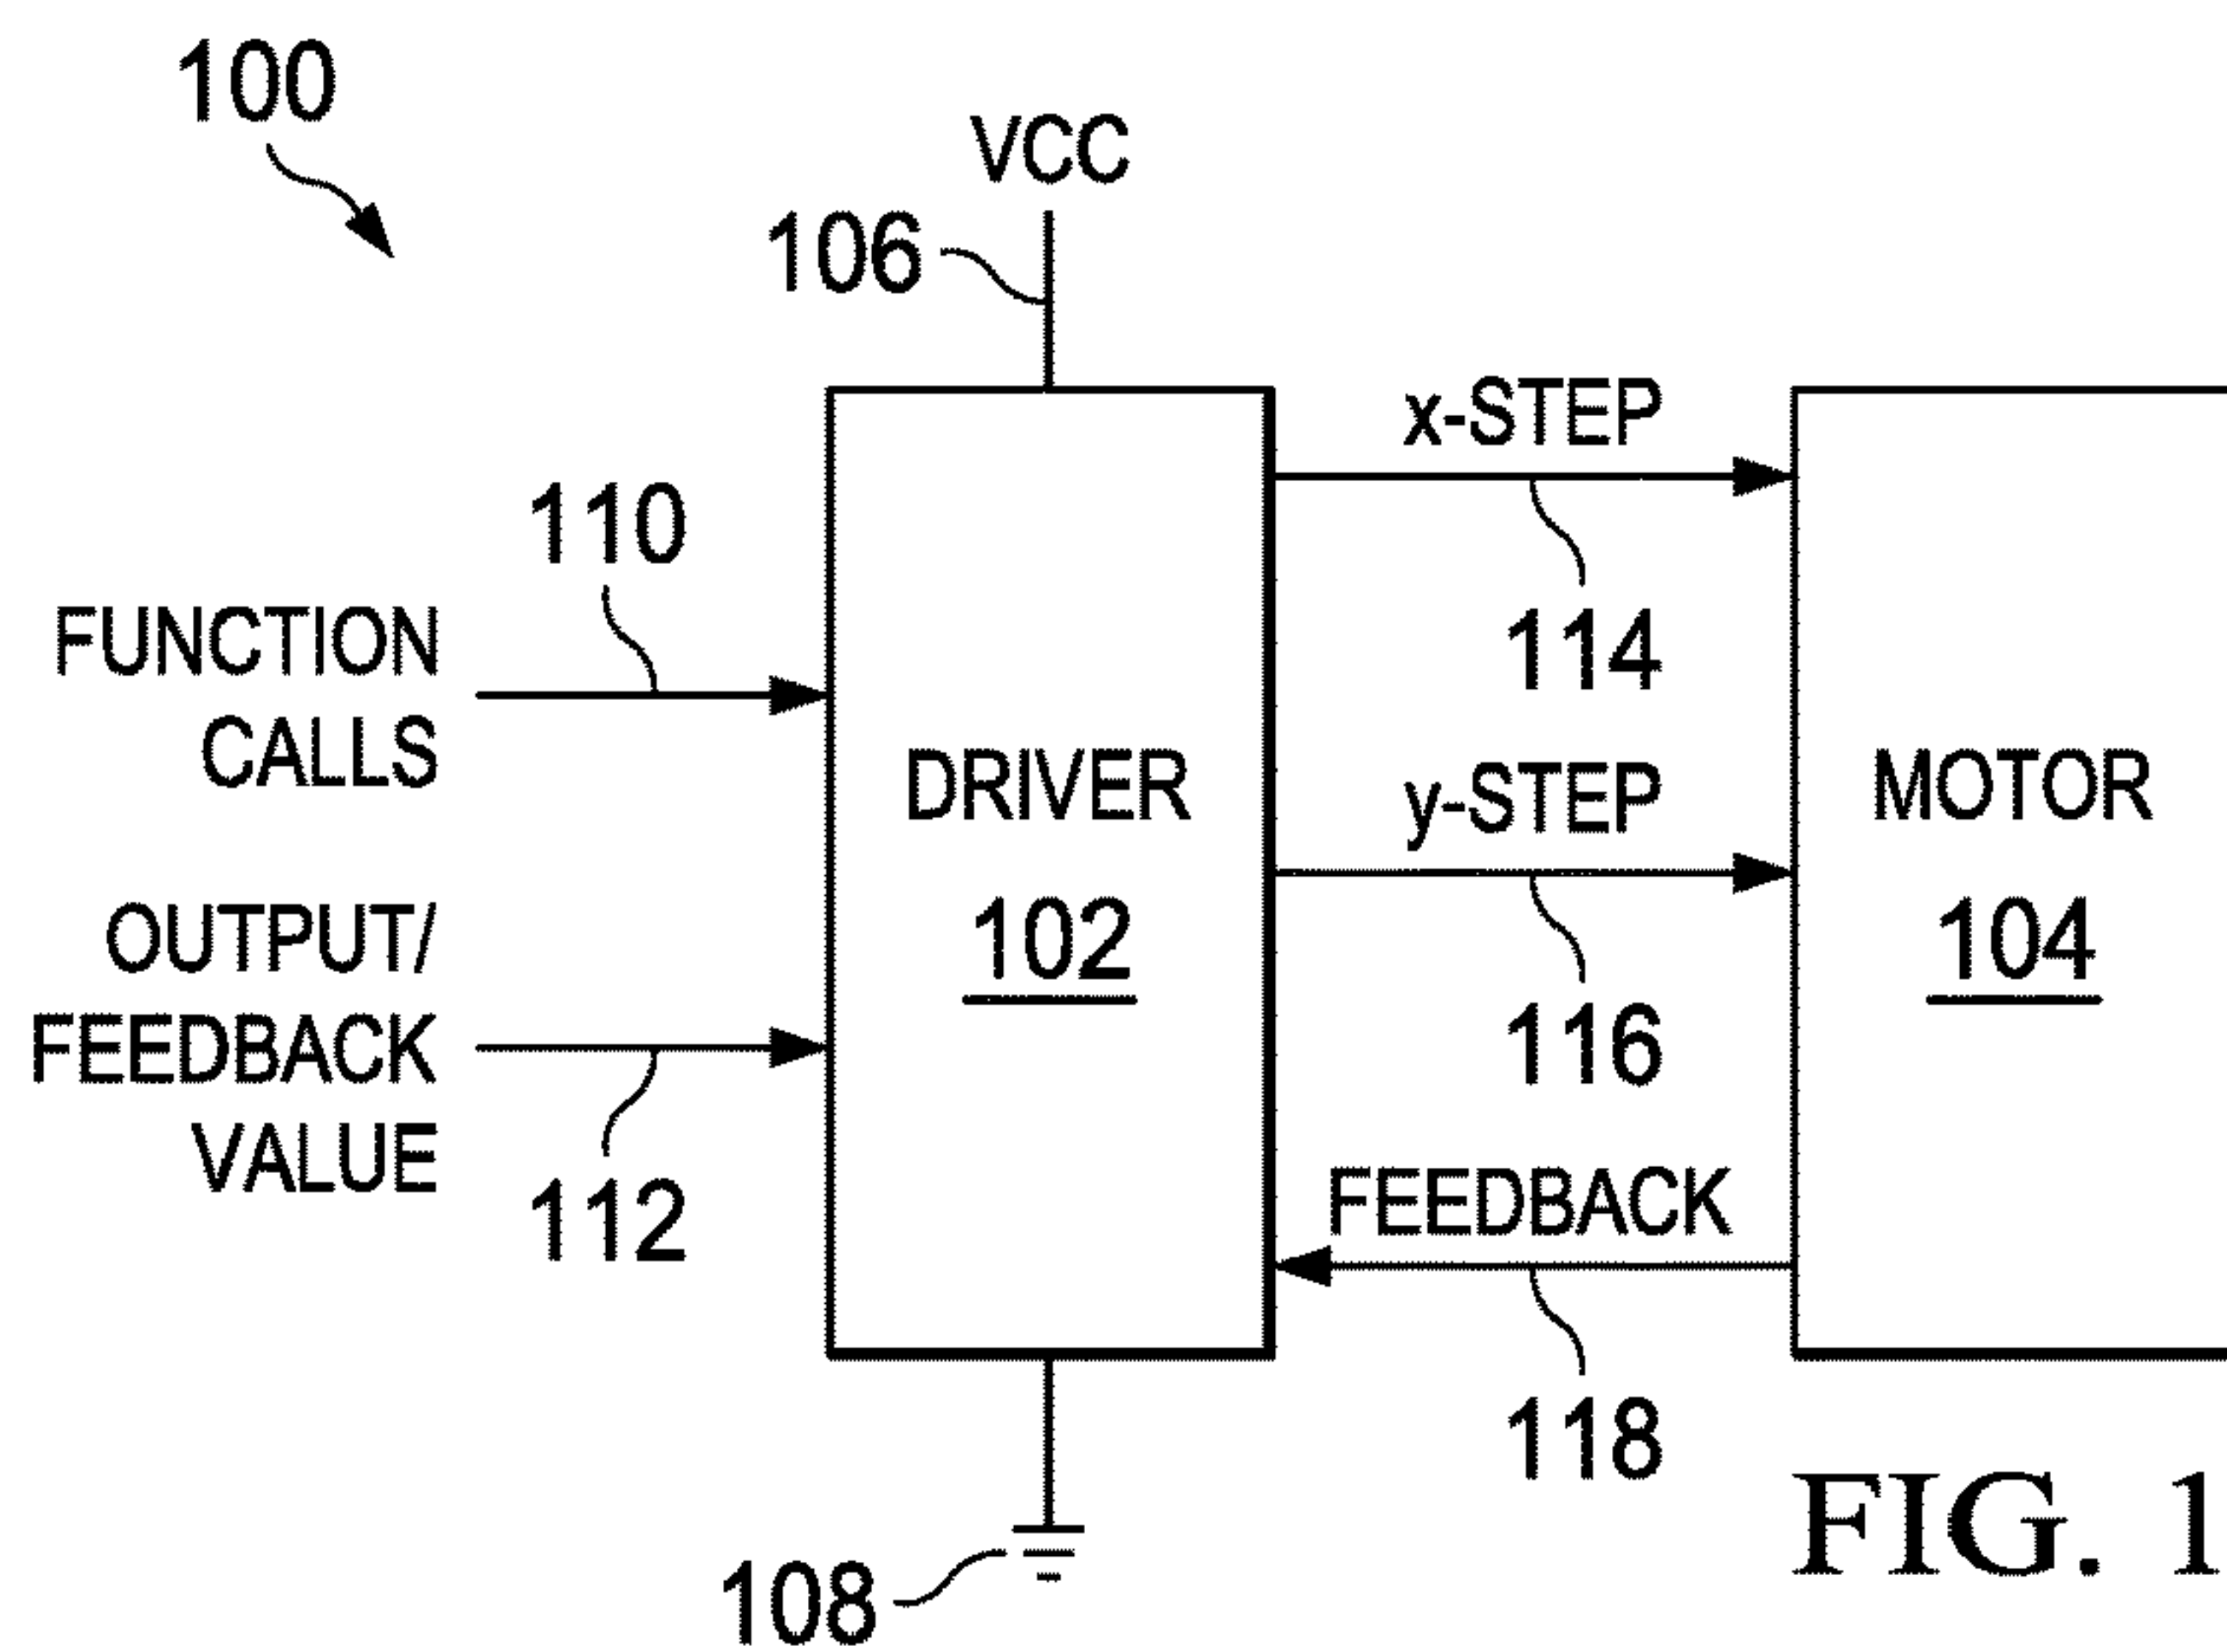 100
VCC
106
x-STEP
110
114
FUNCTION
CALLS
DRIVER
102
y-STEP
MOTOR
104
OUTPUT/
FEEDBACK
VALUE
116
112
FEEDBACK
118
108
FIG. 1